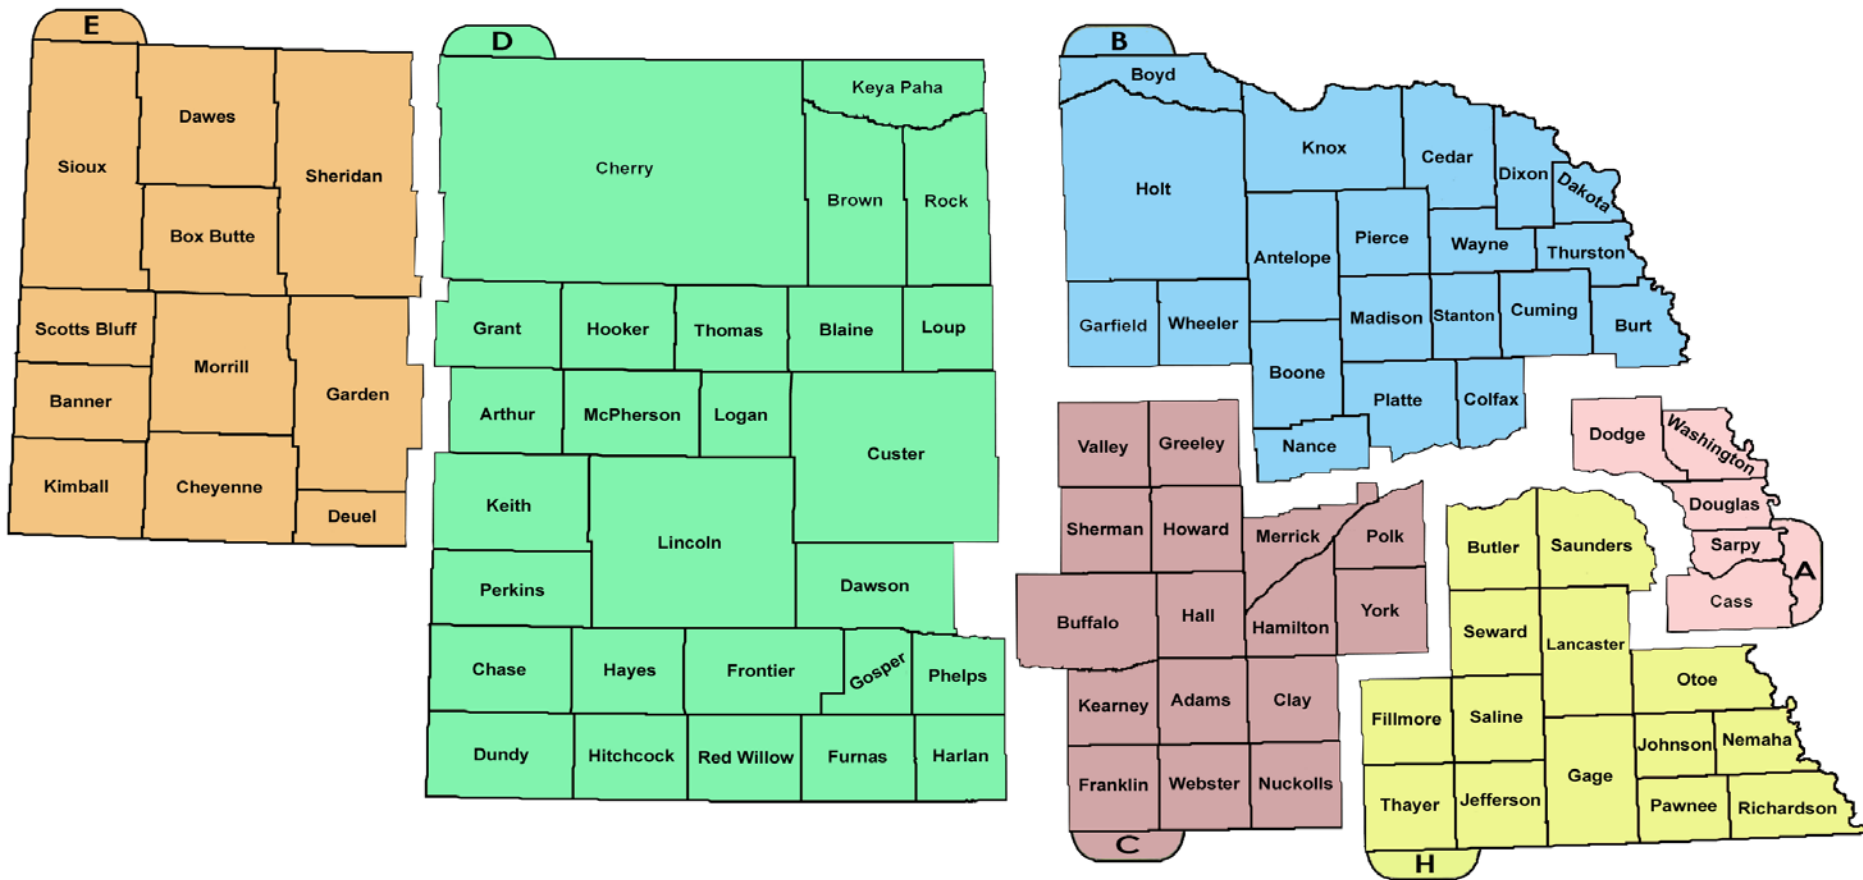 E
Sioux
Dawes
Sheridan
Box Butte
Scotts Bluff
Morrill
Garden
Banner
Kimball
Cheyenne
Deuel
D
Cherry
Keya Paha
Brown
Rock
Grant
Hooker
Thomas
Blaine
Loup
Arthur
McPherson
Logan
Custer
Keith
Lincoln
Perkins
Dawson
Chase
Hayes
Frontier
Gosper
Phelps
Dundy
Hitchcock
Red Willow
Furnas
Harlan
B
Boyd
Holt
Knox
Cedar
Dixon
Dakota
Antelope
Pierce
Wayne
Thurston
Garfield
Wheeler
Madison
Stanton
Cuming
Burt
Boone
Platte
Colfax
Nance
Valley
Greeley
Sherman
Howard
Merrick
Polk
Buffalo
Hall
Hamilton
York
Kearney
Adams
Clay
Franklin
Webster
Nuckolls
C
Dodge
Washington
Douglas
Sarpy
Cass
A
Butler
Saunders
Seward
Lancaster
Otoe
Fillmore
Saline
Johnson
Nemaha
Gage
Thayer
Jefferson
Pawnee
Richardson
H